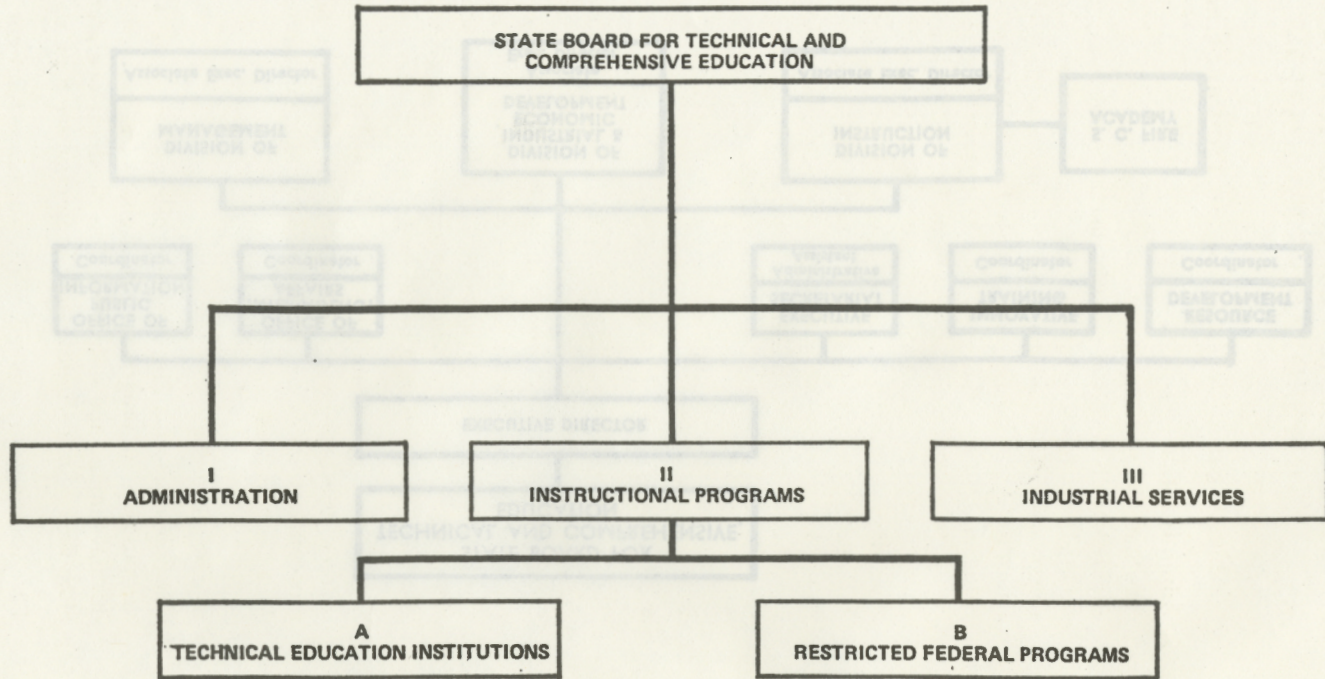 STATE BOARD FOR TECHNICAL AND
COMPREHENSIVE EDUCATION
I
ADMINISTRATION
II
INSTRUCTIONAL PROGRAMS
III
INDUSTRIAL SERVICES
A
TECHNICAL EDUCATION INSTITUTIONS
B
RESTRICTED FEDERAL PROGRAMS